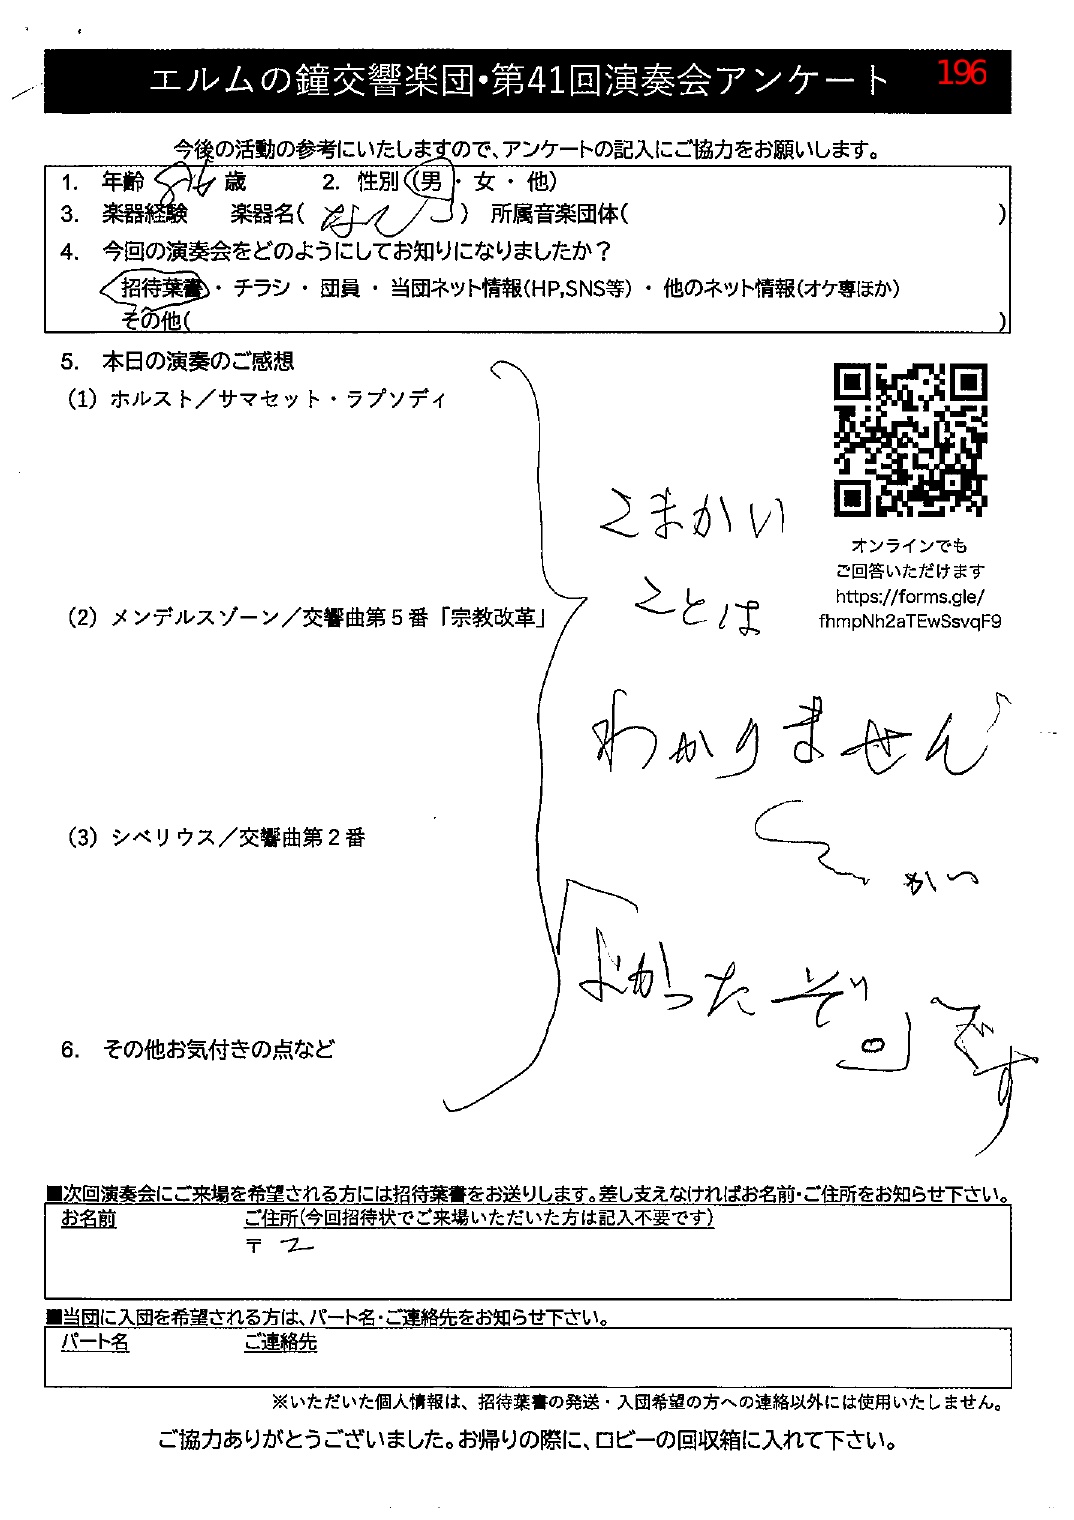 エルムの鐘交響楽団・第41回演奏会アンケート
196
今後の活動の参考にいたしますので、アンケートの記入にご協力をお願いします。
1. 年齢 歳 2. 性別(男・女・他)
3. 楽器経験 楽器名( なし ) 所属音楽団体( )
4. 今回の演奏会をどのようにしてお知りになりましたか？
招待葉書・チラシ・団員・当団ネット情報(HP,SNS等)・他のネット情報(オケ専ほか)
その他( )
5. 本日の演奏のご感想
(1) ホルスト／サマセット・ラプソディ
(2) メンデルスゾーン／交響曲第５番「宗教改革」
(3) シベリウス／交響曲第２番
こまかい
ことは
わかりません
が
「よかったぞ」
です
オンラインでも
ご回答いただけます
https://forms.gle/
fhmpNh2aTEwSsvqF9
6. その他お気付きの点など
■次回演奏会にご来場を希望される方には招待葉書をお送りします。差し支えなければお名前・ご住所をお知らせ下さい。
お名前 ご住所(今回招待状でご来場いただいた方は記入不要です)
〒
■当団に入団を希望される方は、パート名・ご連絡先をお知らせ下さい。
パート名 ご連絡先
※いただいた個人情報は、招待葉書の発送・入団希望の方への連絡以外には使用いたしません。
ご協力ありがとうございました。お帰りの際に、ロビーの回収箱に入れて下さい。